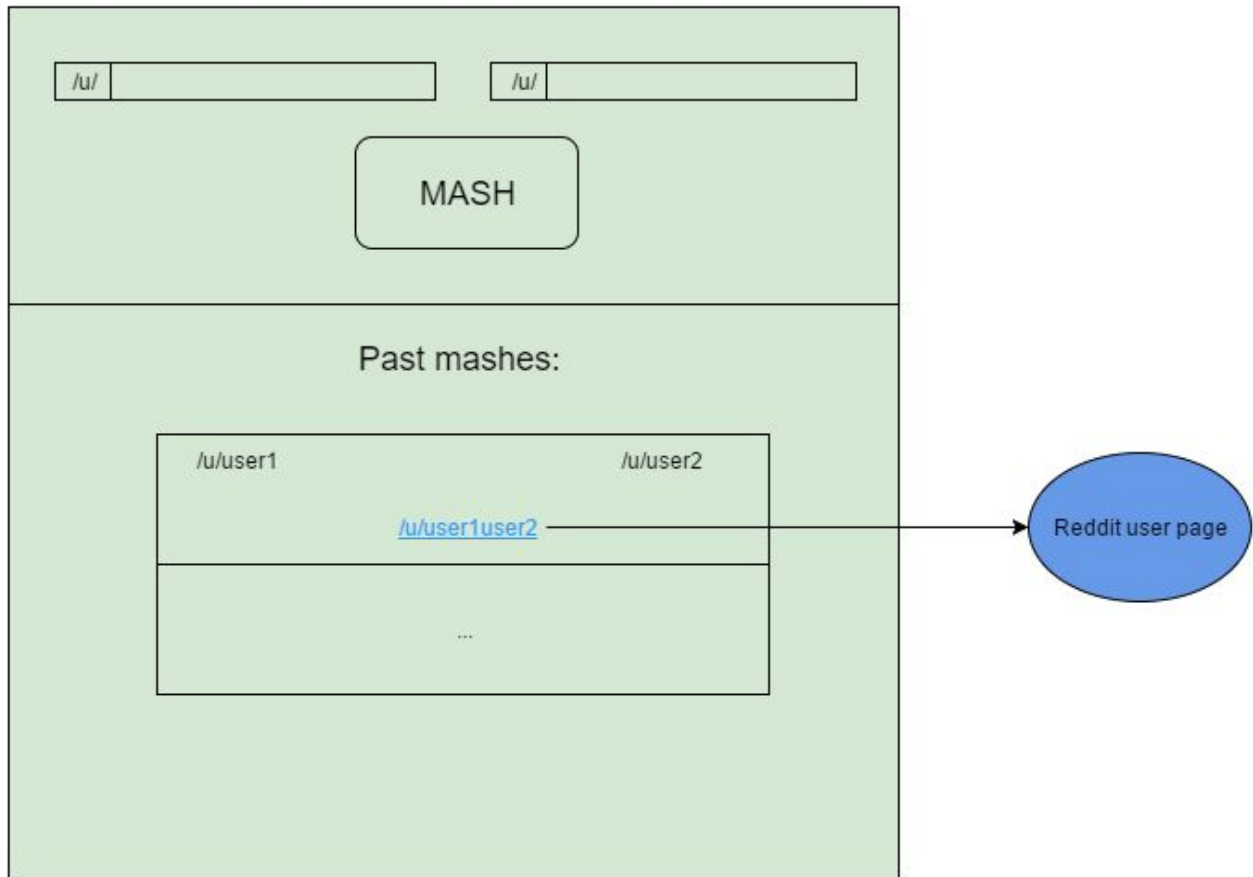 /u/
/u/
MASH
Past mashes:
/u/user1
/u/user2
/u/user1user2
Reddit user page
...